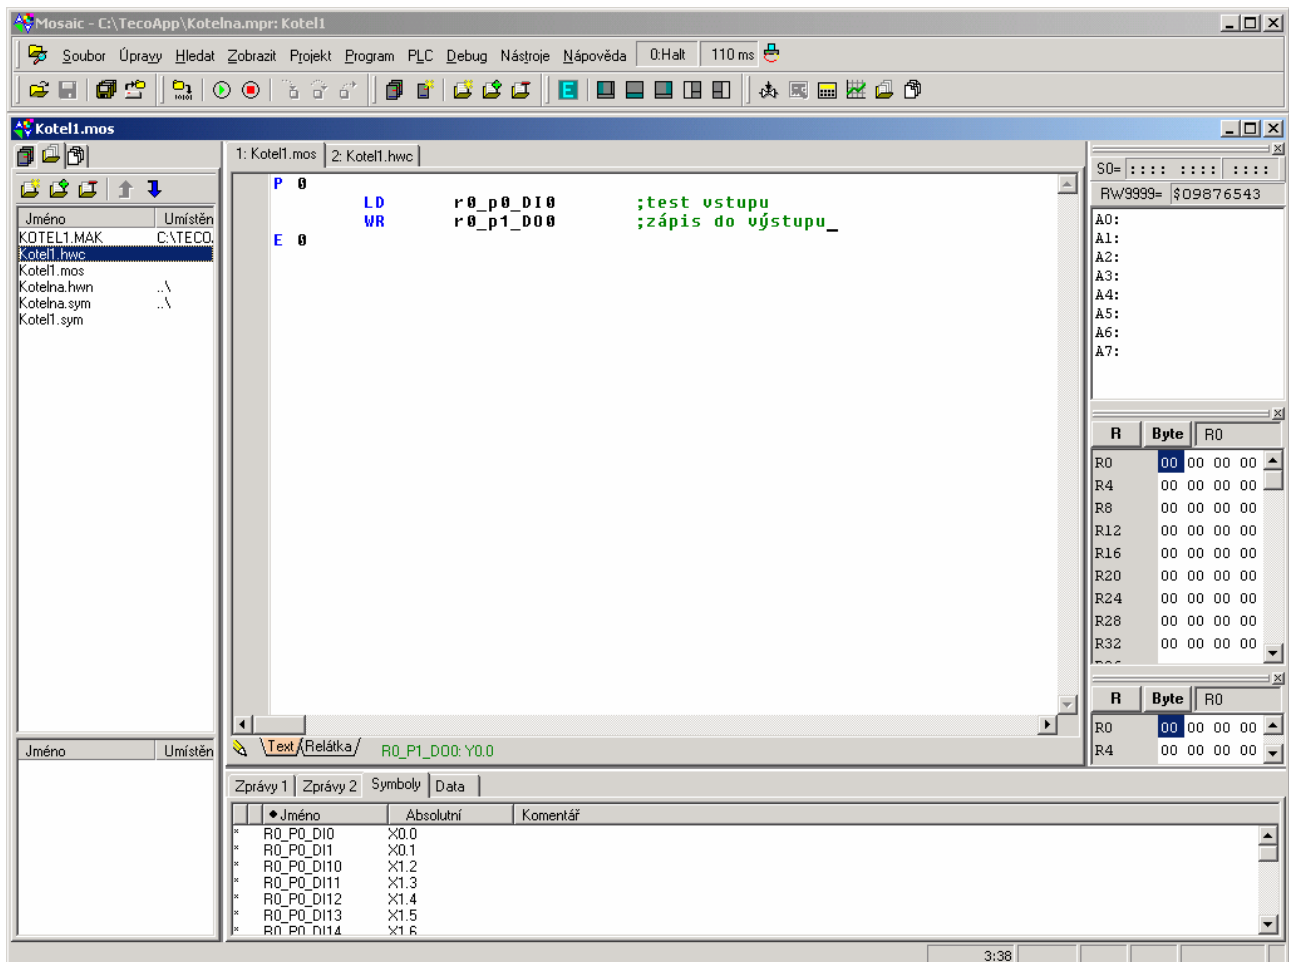 Mosaic - C:\TecoApp\Kotelna.mpr: Kotel1
Soubor Úpravy Hledat Zobrazit Projekt Program PLC Debug Nástroje Nápověda 0:Halt 110 ms
E
Kotel1.mos
1: Kotel1.mos 2: Kotel1.hwc
Jméno Umístěn
KOTEL1.MAK C:\TECO.
Kotel1.hwc
Kotel1.mos
Kotelna.hwn ..\
Kotelna.sym ..\
Kotel1.sym
Jméno Umístěn
P 0
LD r0_p0_DI0 ;test vstupu
WR r0_p1_DO0 ;zápis do výstupu
E 0
Text Relátka R0_P1_DO0: Y0.0
S0= :::: :::: ::::
RW9999= $09876543
A0:
A1:
A2:
A3:
A4:
A5:
A6:
A7:
R Byte R0
R0 00 00 00 00
R4 00 00 00 00
R8 00 00 00 00
R12 00 00 00 00
R16 00 00 00 00
R20 00 00 00 00
R24 00 00 00 00
R28 00 00 00 00
R32 00 00 00 00
R Byte R0
R0 00 00 00 00
R4 00 00 00 00
Zprávy 1 Zprávy 2 Symboly Data
Jméno Absolutní Komentář
* R0_P0_DI0 X0.0
* R0_P0_DI1 X0.1
* R0_P0_DI10 X1.2
* R0_P0_DI11 X1.3
* R0_P0_DI12 X1.4
* R0_P0_DI13 X1.5
* R0_P0_DI14 X1.6
3:38